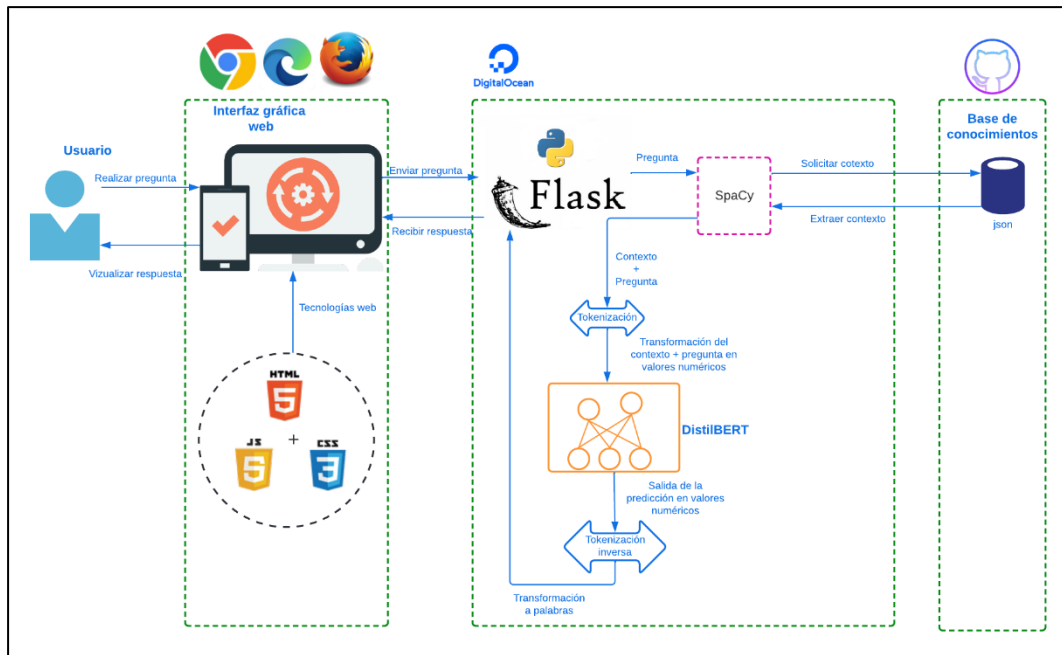 DigitalOcean
Interfaz gráfica
web
Base de
conocimientos
Usuario
Realizar pregunta
Enviar pregunta
Flask
Pregunta
SpaCy
Solicitar cotexto
Extraer contexto
json
Recibir respuesta
Vizualizar respuesta
Tecnologías web
Contexto
+
Pregunta
Tokenización
Transformación del
contexto + pregunta en
valores numéricos
HTML
5
JS
5
+
CSS
3
DistilBERT
Salida de la
predicción en valores
numéricos
Tokenización
inversa
Transformación
a palabras